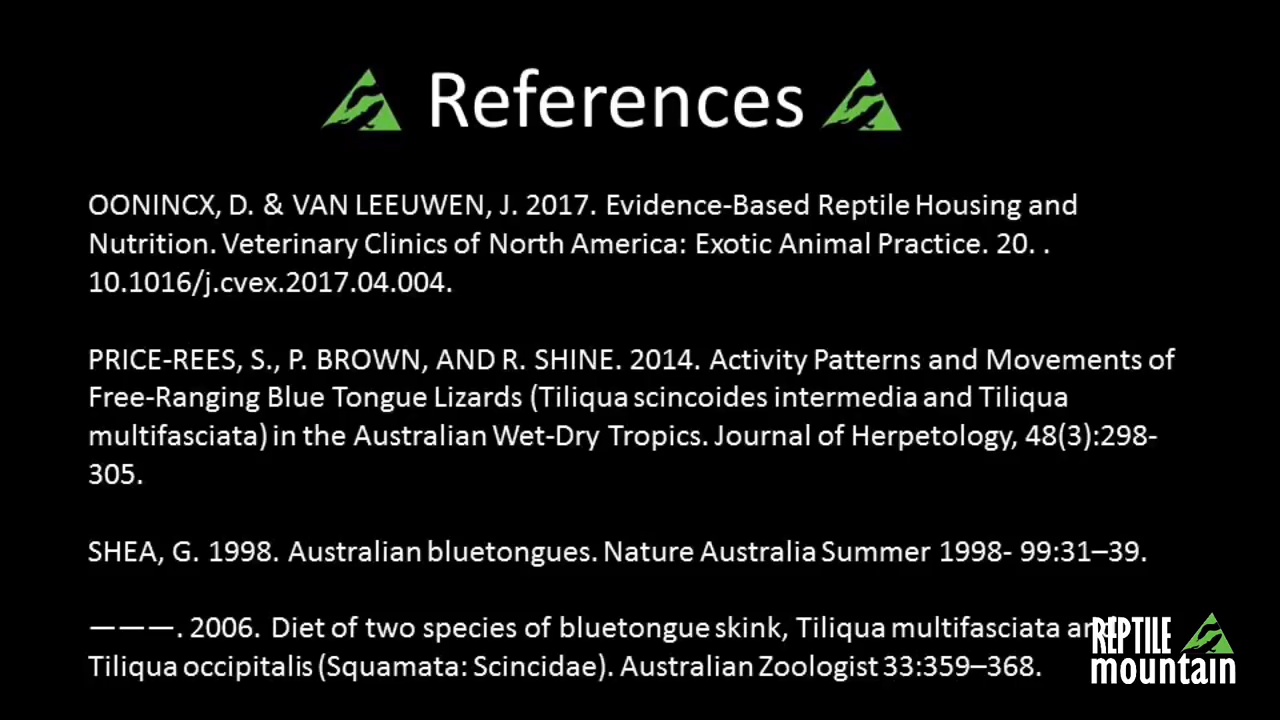 References
OONINCX, D. & VAN LEEUWEN, J. 2017. Evidence-Based Reptile Housing and
Nutrition. Veterinary Clinics of North America: Exotic Animal Practice. 20. .
10.1016/j.cvex.2017.04.004.
PRICE-REES, S., P. BROWN, AND R. SHINE. 2014. Activity Patterns and Movements of
Free-Ranging Blue Tongue Lizards (Tiliqua scincoides intermedia and Tiliqua
multifasciata) in the Australian Wet-Dry Tropics. Journal of Herpetology, 48(3):298-
305.
SHEA, G. 1998. Australian bluetongues. Nature Australia Summer 1998- 99:31–39.
———. 2006. Diet of two species of bluetongue skink, Tiliqua multifasciata and
Tiliqua occipitalis (Squamata: Scincidae). Australian Zoologist 33:359–368.
REPTILE
mountain